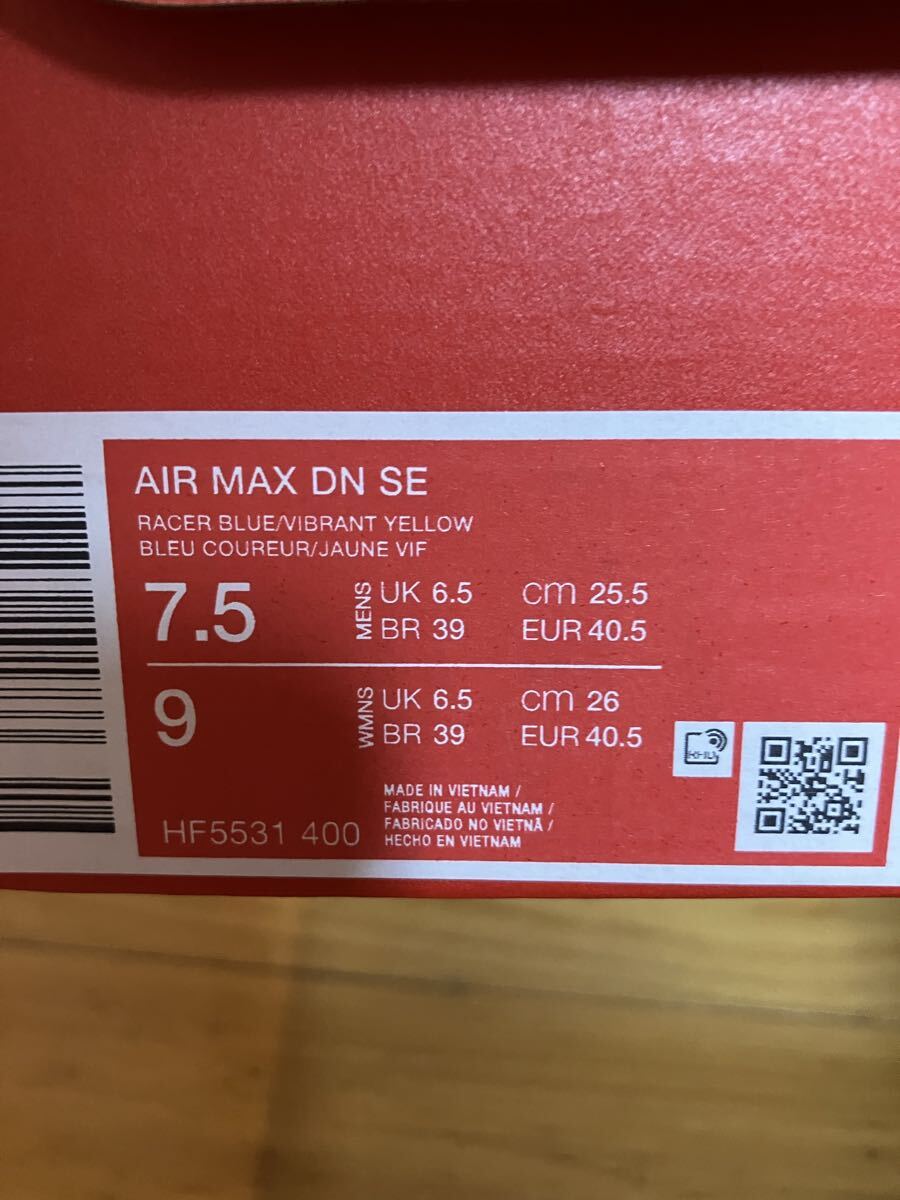 AIR MAX DN SE
RACER BLUE/VIBRANT YELLOW
BLEU COUREUR/JAUNE VIF
7.5 MENS UK 6.5 cm 25.5
BR 39 EUR 40.5
9 WMNS UK 6.5 cm 26
BR 39 EUR 40.5
MADE IN VIETNAM /
FABRIQUE AU VIETNAM /
FABRICADO NO VIETNÃ /
HECHO EN VIETNAM
HF5531 400